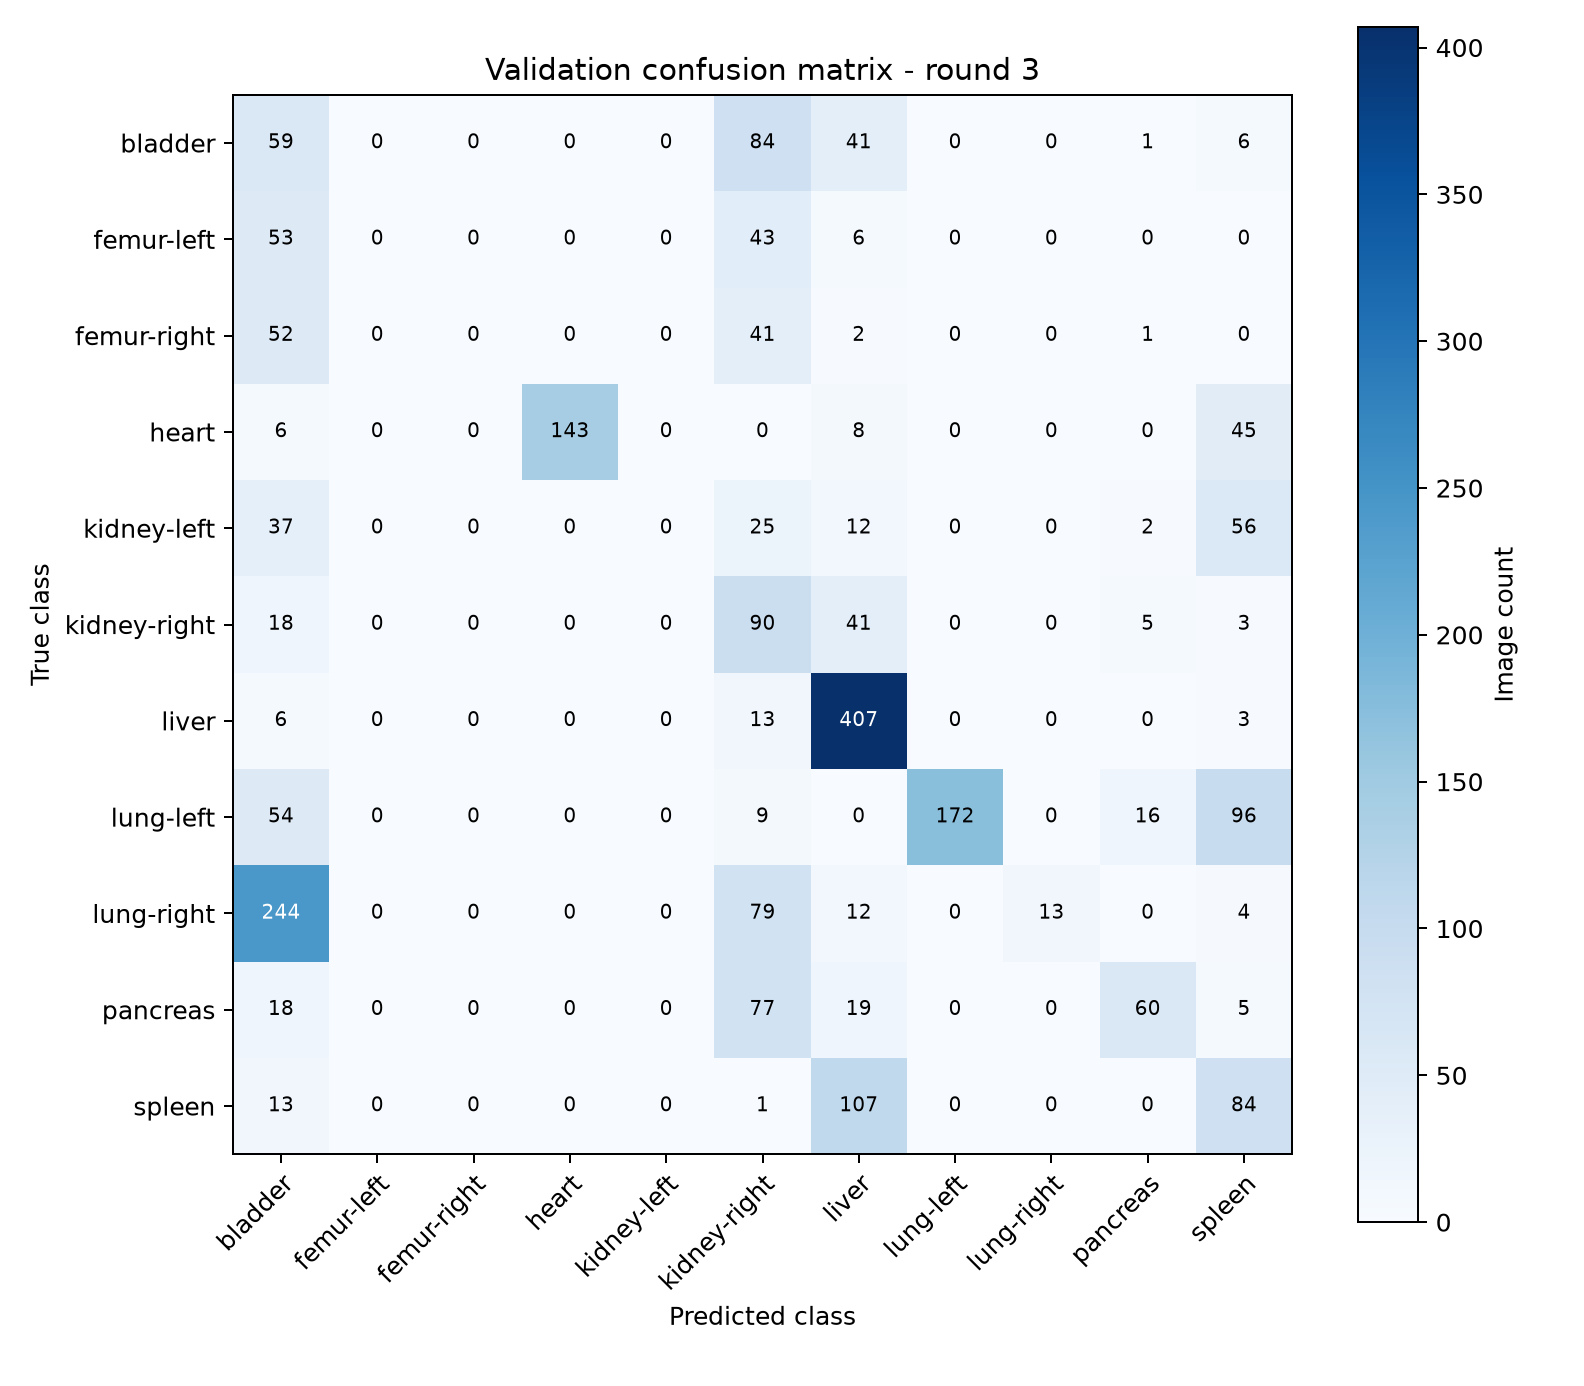 Validation confusion matrix - round 3
bladder 59 0 0 0 0 84 41 0 0 1 6
femur-left 53 0 0 0 0 43 6 0 0 0 0
femur-right 52 0 0 0 0 41 2 0 0 1 0
heart 6 0 0 143 0 0 8 0 0 0 45
kidney-left 37 0 0 0 0 25 12 0 0 2 56
kidney-right 18 0 0 0 0 90 41 0 0 5 3
liver 6 0 0 0 0 13 407 0 0 0 3
lung-left 54 0 0 0 0 9 0 172 0 16 96
lung-right 244 0 0 0 0 79 12 0 13 0 4
pancreas 18 0 0 0 0 77 19 0 0 60 5
spleen 13 0 0 0 0 1 107 0 0 0 84
bladder femur-left femur-right heart kidney-left kidney-right liver lung-left lung-right pancreas spleen
Predicted class
True class
400
350
300
250
200
150
100
50
0
Image count